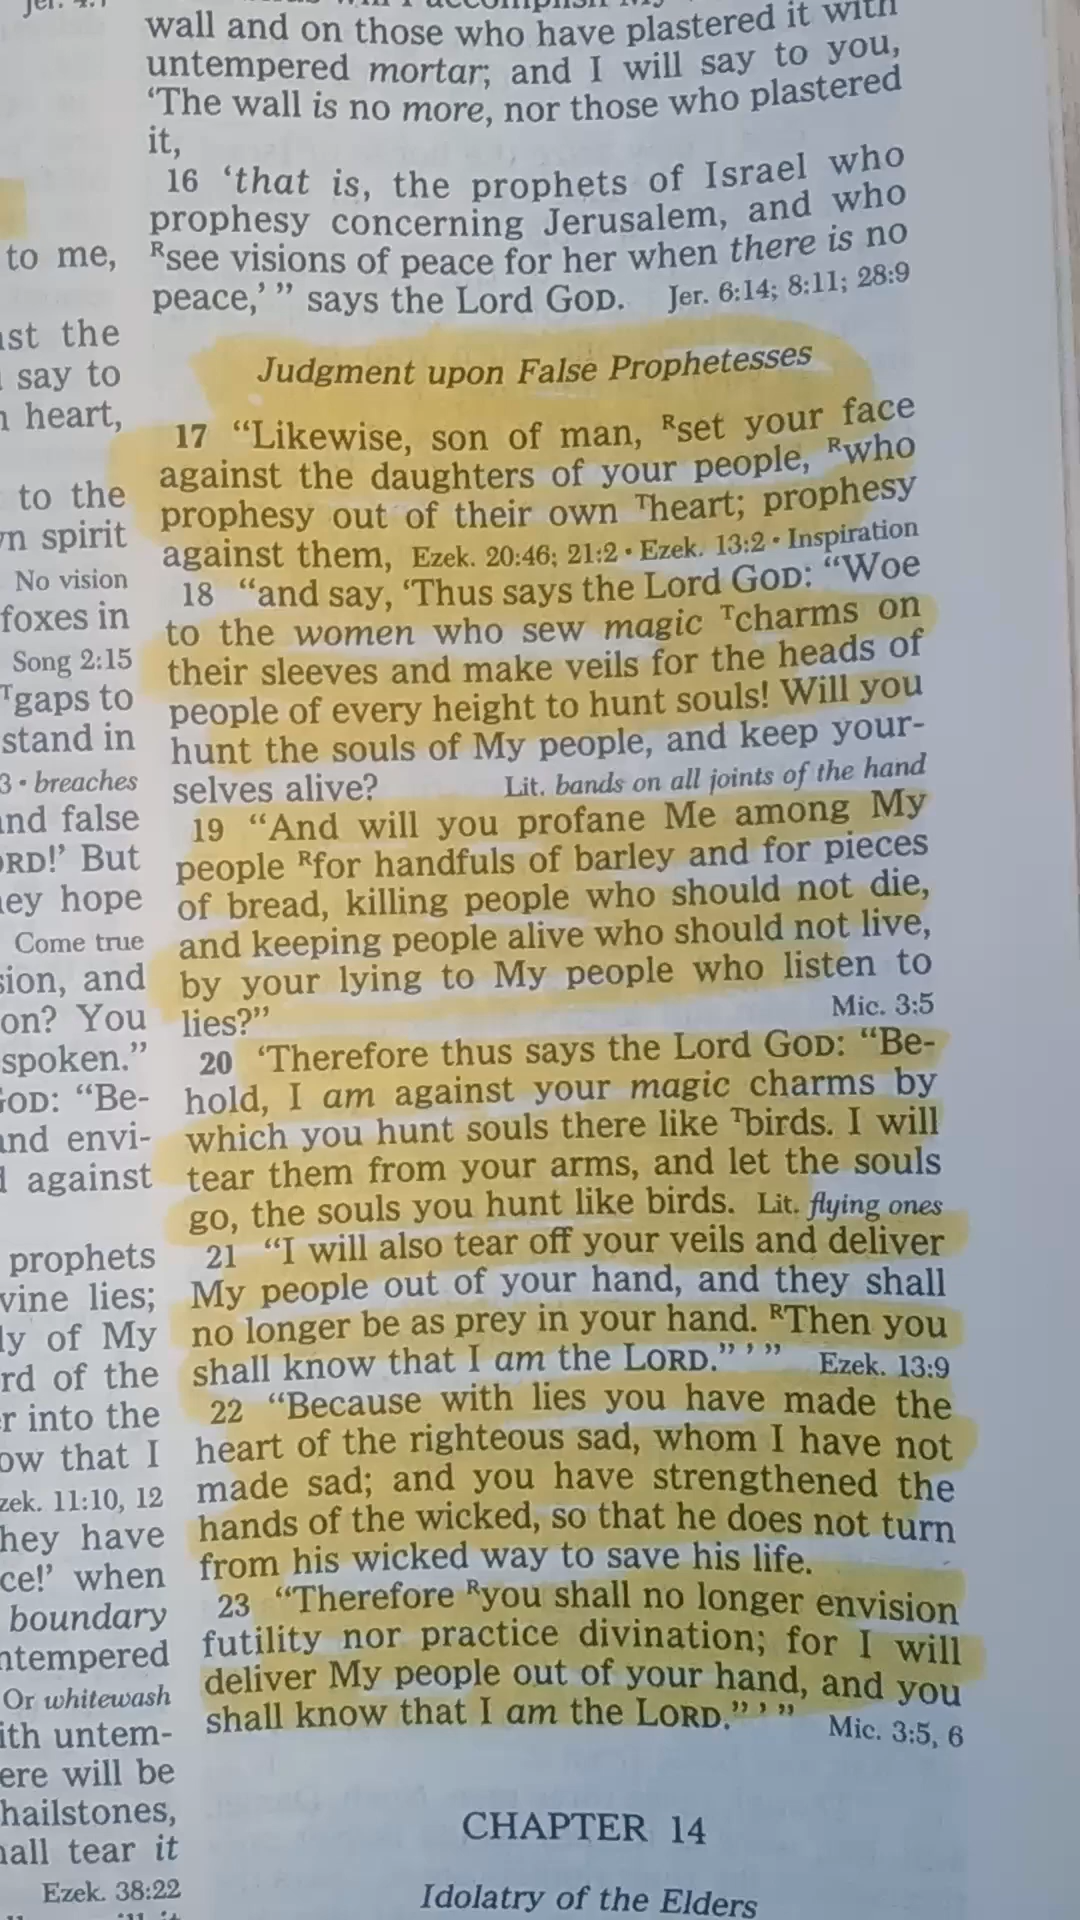 to me,
st the
say to
heart,
to the
spirit
No vision
foxes in
Song 2:15
ᵀgaps to
stand in
3 • breaches
and false
ORD!’ But
hey hope
Come true
sion, and
on? You
spoken.”
GOD: “Be-
and envi-
against
prophets
vine lies;
of My
rd of the
r into the
ow that I
zek. 11:10, 12
hey have
ce!’ when
boundary
ntempered
Or whitewash
ith untem-
ere will be
hailstones,
hall tear it
Ezek. 38:22
wall and on those who have plastered it with
untempered mortar; and I will say to you,
‘The wall is no more, nor those who plastered
it,
16 ‘that is, the prophets of Israel who
prophesy concerning Jerusalem, and who
ᴿsee visions of peace for her when there is no
peace,’ ” says the Lord GOD. Jer. 6:14; 8:11; 28:9
Judgment upon False Prophetesses
17 “Likewise, son of man, ᴿset your face
against the daughters of your people, ᴿwho
prophesy out of their own ᵀheart; prophesy
against them, Ezek. 20:46; 21:2 • Ezek. 13:2 • Inspiration
18 “and say, ‘Thus says the Lord GOD: “Woe
to the women who sew magic ᵀcharms on
their sleeves and make veils for the heads of
people of every height to hunt souls! Will you
hunt the souls of My people, and keep your-
selves alive? Lit. bands on all joints of the hand
19 “And will you profane Me among My
people ᴿfor handfuls of barley and for pieces
of bread, killing people who should not die,
and keeping people alive who should not live,
by your lying to My people who listen to
lies?” Mic. 3:5
20 ‘Therefore thus says the Lord GOD: “Be-
hold, I am against your magic charms by
which you hunt souls there like ᵀbirds. I will
tear them from your arms, and let the souls
go, the souls you hunt like birds. Lit. flying ones
21 “I will also tear off your veils and deliver
My people out of your hand, and they shall
no longer be as prey in your hand. ᴿThen you
shall know that I am the LORD.” ’ ” Ezek. 13:9
22 “Because with lies you have made the
heart of the righteous sad, whom I have not
made sad; and you have strengthened the
hands of the wicked, so that he does not turn
from his wicked way to save his life.
23 “Therefore ᴿyou shall no longer envision
futility nor practice divination; for I will
deliver My people out of your hand, and you
shall know that I am the LORD.” ’ ” Mic. 3:5, 6
CHAPTER 14
Idolatry of the Elders